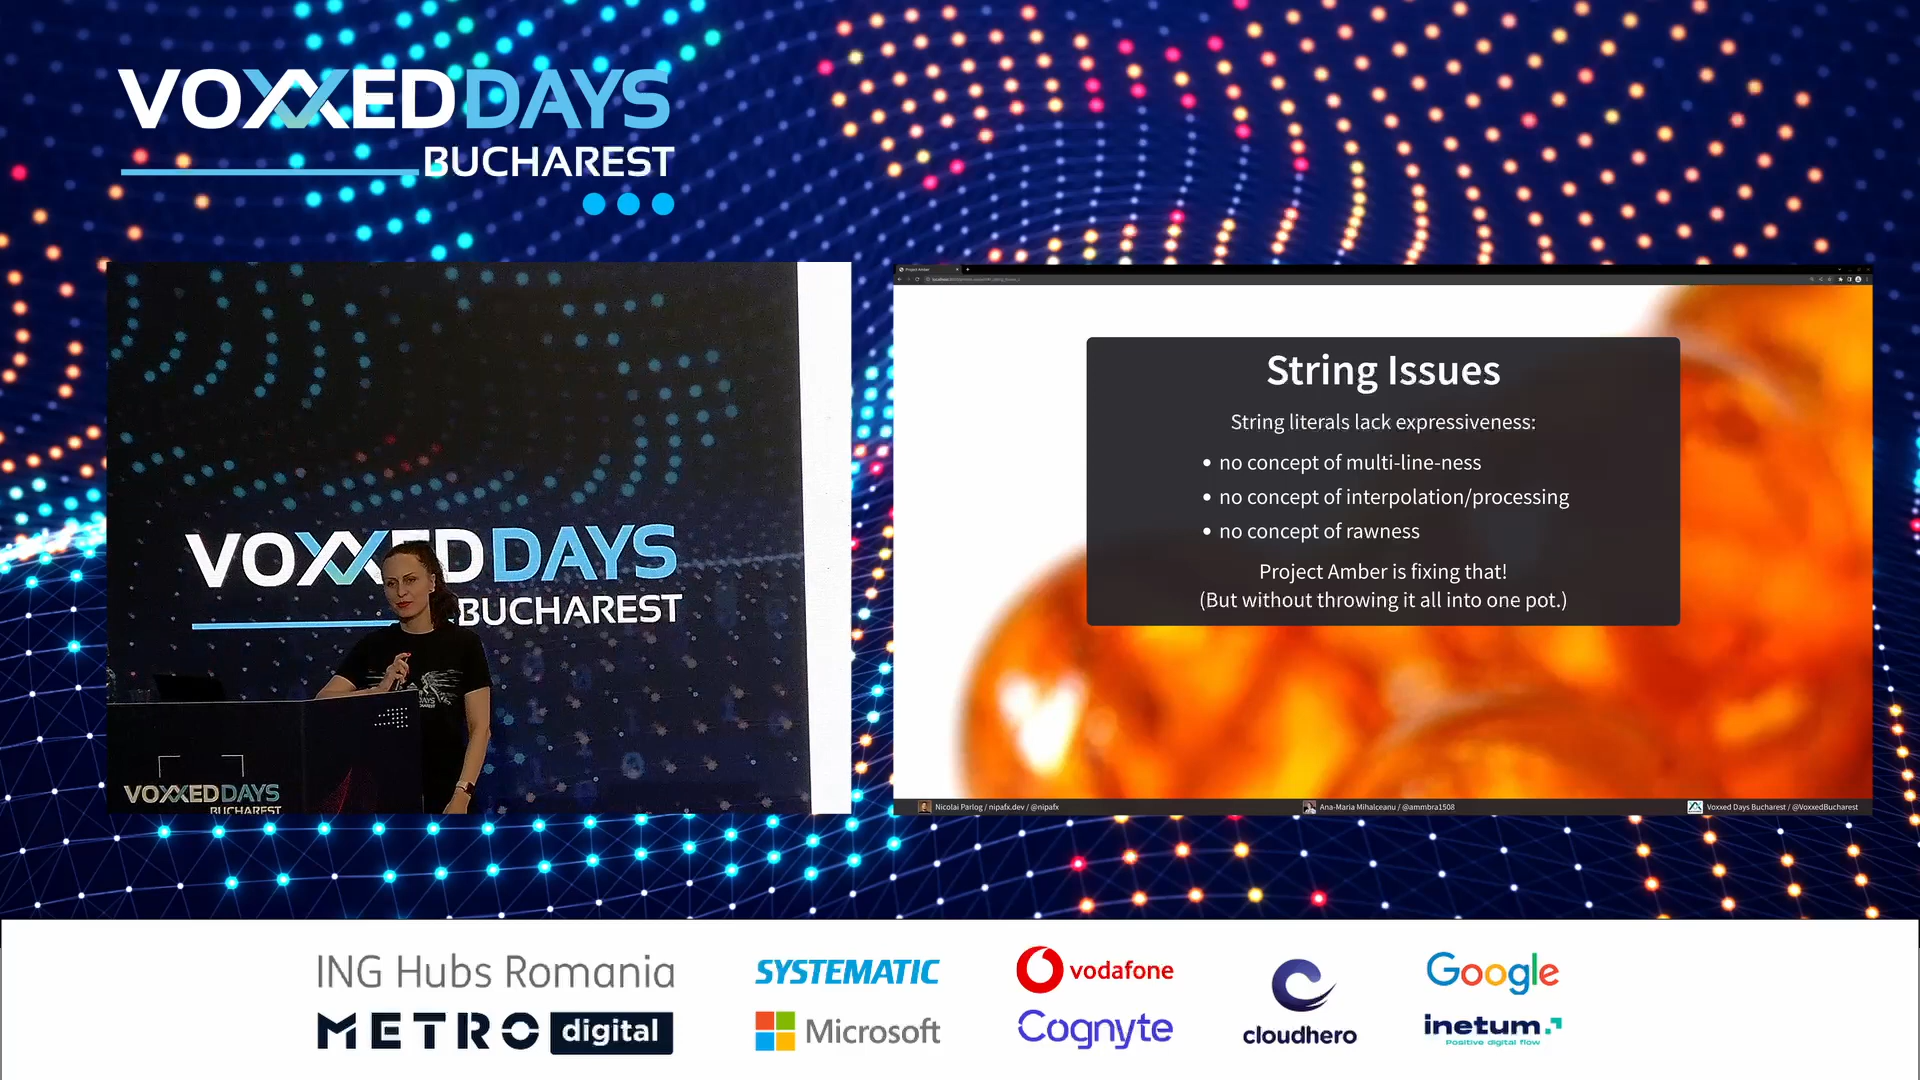 VOXXEDDAYS
BUCHAREST
VOXXEDDAYS
BUCHAREST
VOXXEDDAYS
BUCHAREST
Project Amber
String Issues
String literals lack expressiveness:
• no concept of multi-line-ness
• no concept of interpolation/processing
• no concept of rawness
Project Amber is fixing that!
(But without throwing it all into one pot.)
Nicolai Parlog / nipafx.dev / @nipafx
Ana-Maria Mihalceanu / @ammbra1508
Voxxed Days Bucharest / @VoxxedBucharest
ING Hubs Romania
SYSTEMATIC
vodafone
cloudhero
Google
METRO digital
Microsoft
Cognyte
inetum.
Positive digital flow